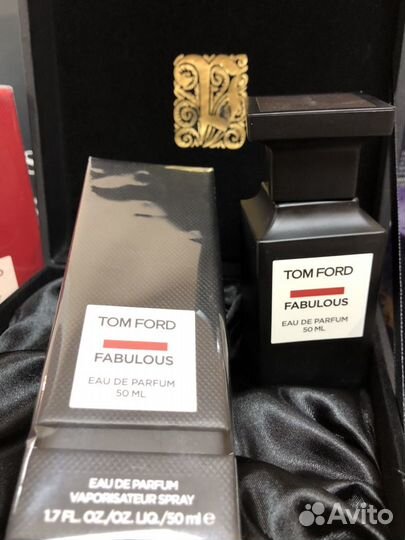 TOM FORD
FABULOUS
EAU DE PARFUM
50 ML
EAU DE PARFUM
VAPORISATEUR SPRAY
1.7 FL. OZ./OZ. LIQ./50 ml ℮
TOM FORD
FABULOUS
EAU DE PARFUM
50 ML
Avito